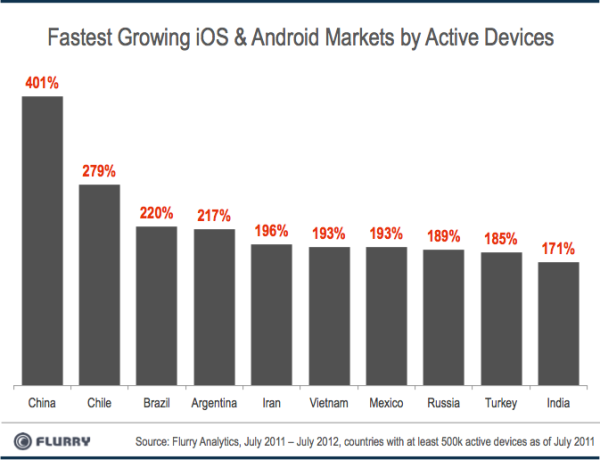 Fastest Growing iOS & Android Markets by Active Devices
401%
279%
220%
217%
196%
193%
193%
189%
185%
171%
China
Chile
Brazil
Argentina
Iran
Vietnam
Mexico
Russia
Turkey
India
FLURRY
Source: Flurry Analytics, July 2011 – July 2012, countries with at least 500k active devices as of July 2011